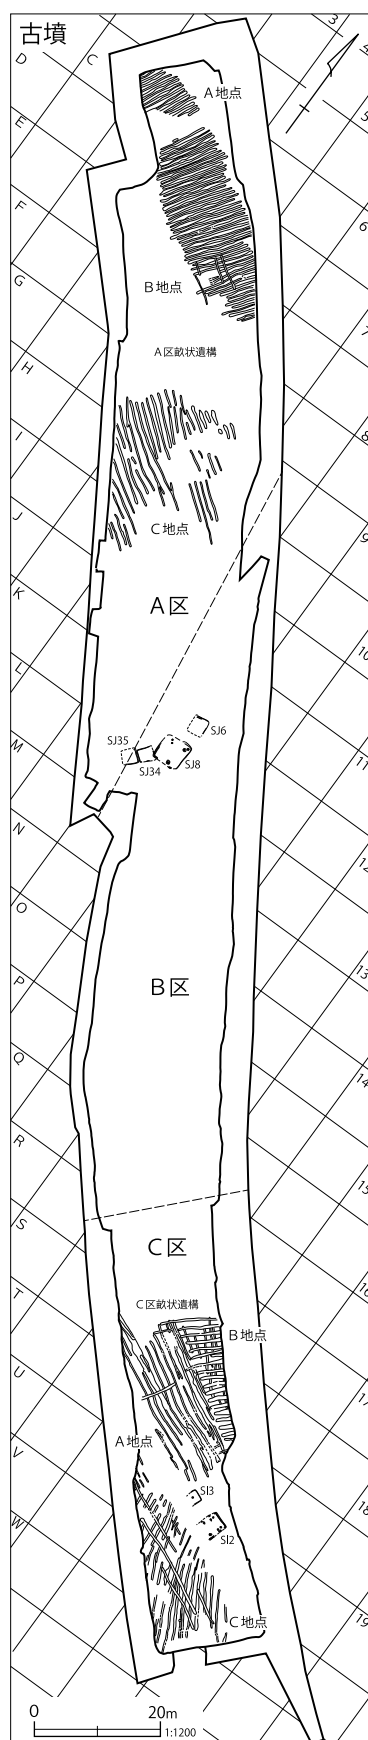 古墳
D
C
3
4
E
5
A地点
F
6
G
B地点
7
A区畝状遺構
H
I
8
J
C地点
9
A区
K
10
L
SJ6
SJ35
SJ34
SJ8
M
11
N
12
O
B区
P
13
Q
14
R
15
S
C区
T
C区畝状遺構
B地点
U
17
A地点
V
SI3
18
W
SI2
C地点
19
0
20m
1:1200